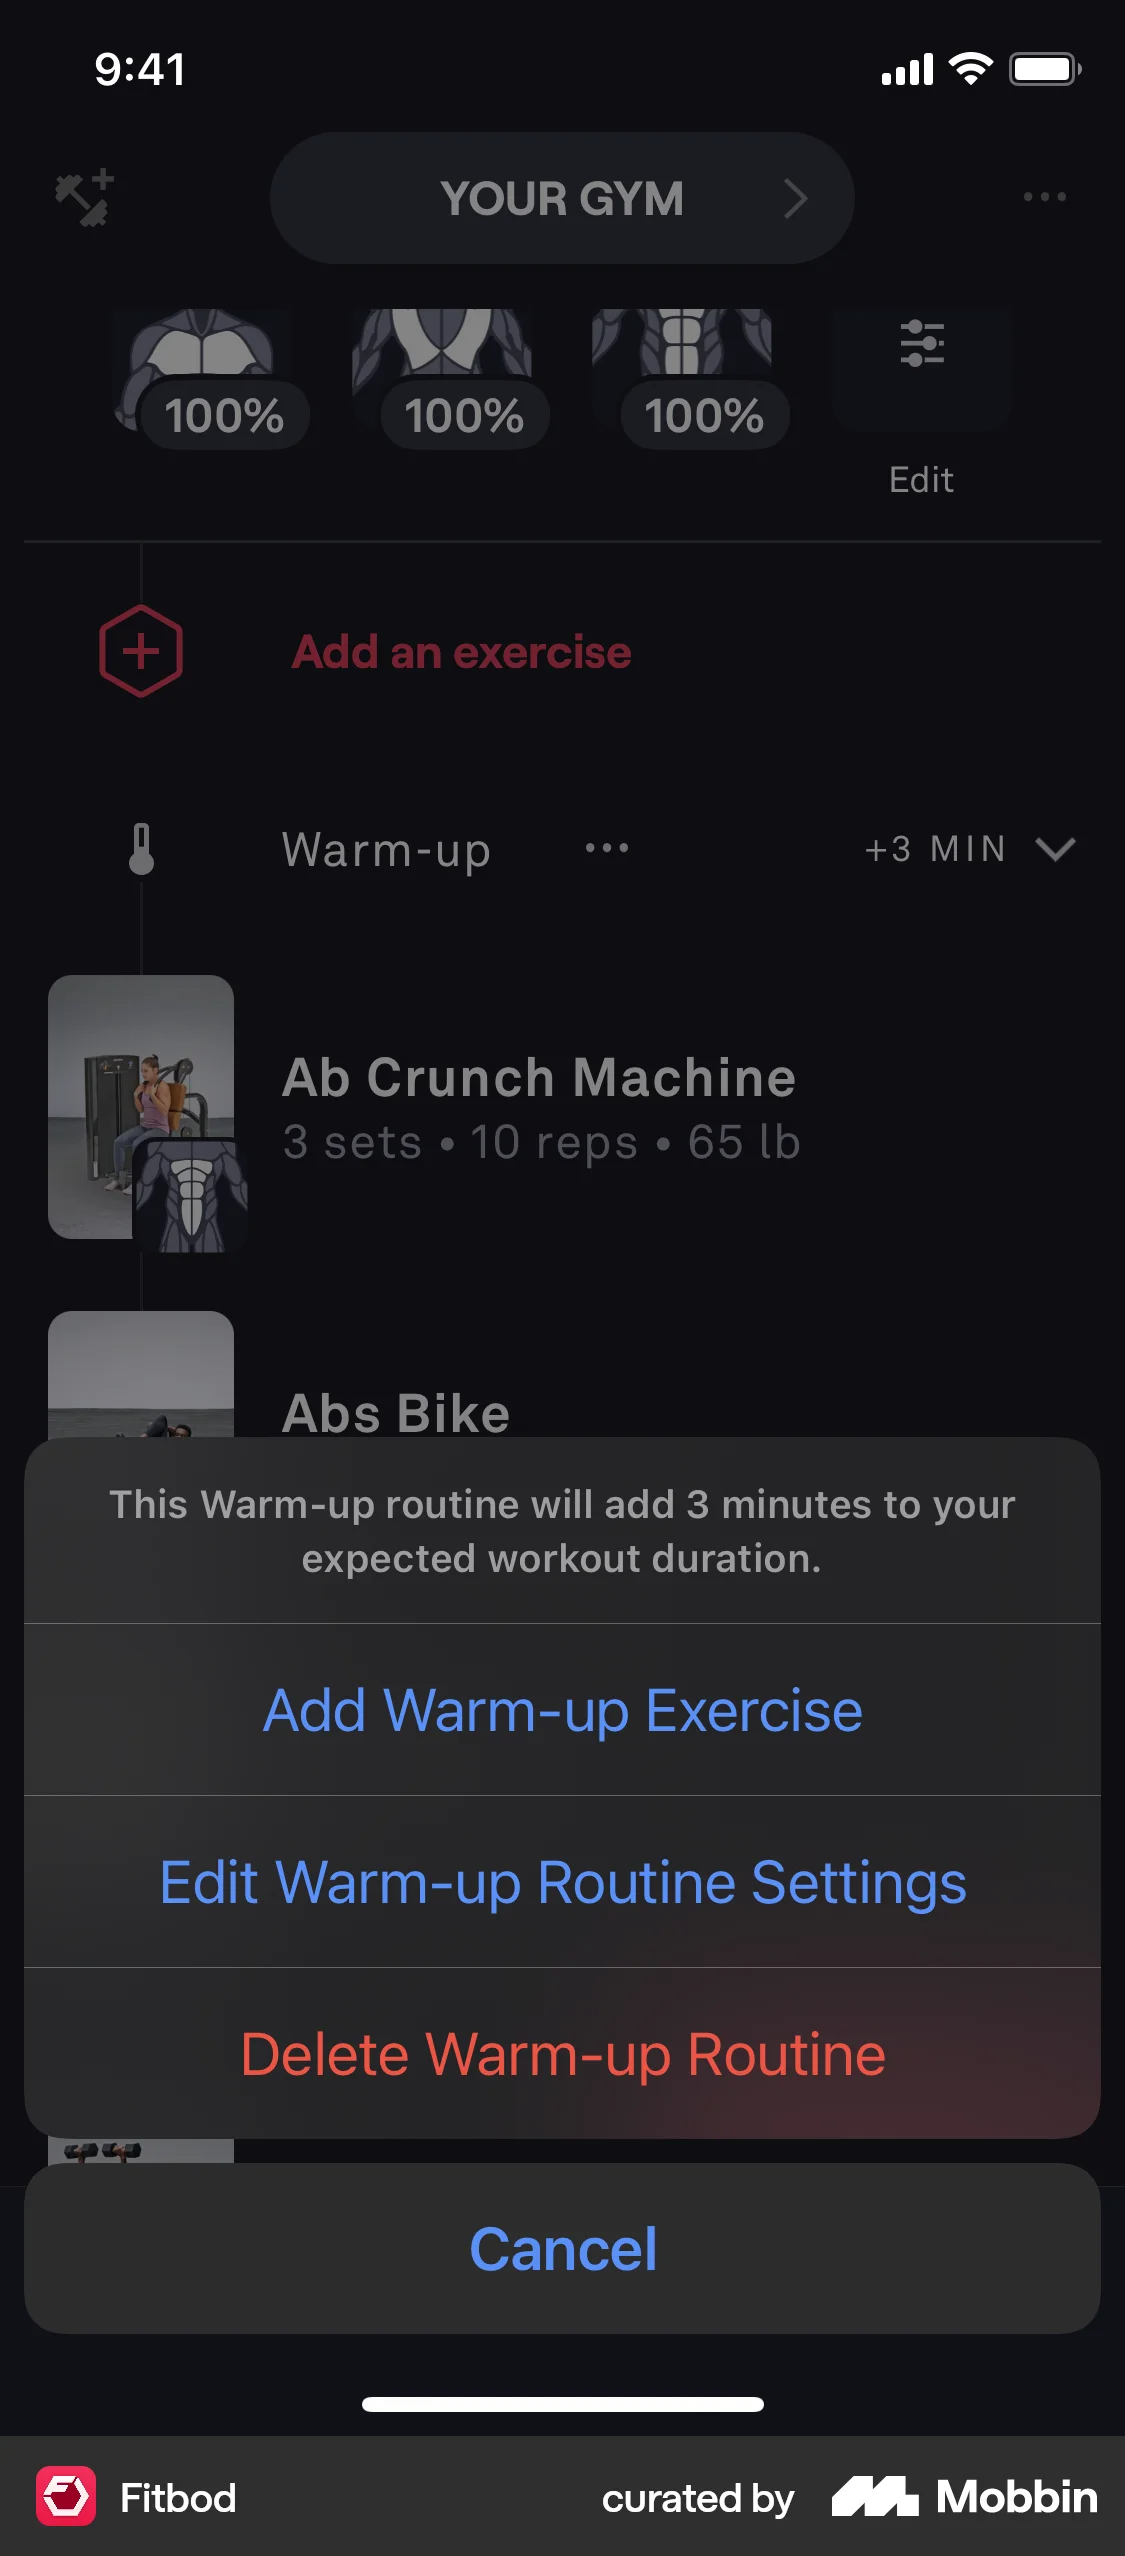 9:41
YOUR GYM
100%
100%
100%
Edit
Add an exercise
Warm-up
+3 MIN
Ab Crunch Machine
3 sets • 10 reps • 65 lb
Abs Bike
This Warm-up routine will add 3 minutes to your
expected workout duration.
Add Warm-up Exercise
Edit Warm-up Routine Settings
Delete Warm-up Routine
Cancel
Fitbod
curated by
Mobbin